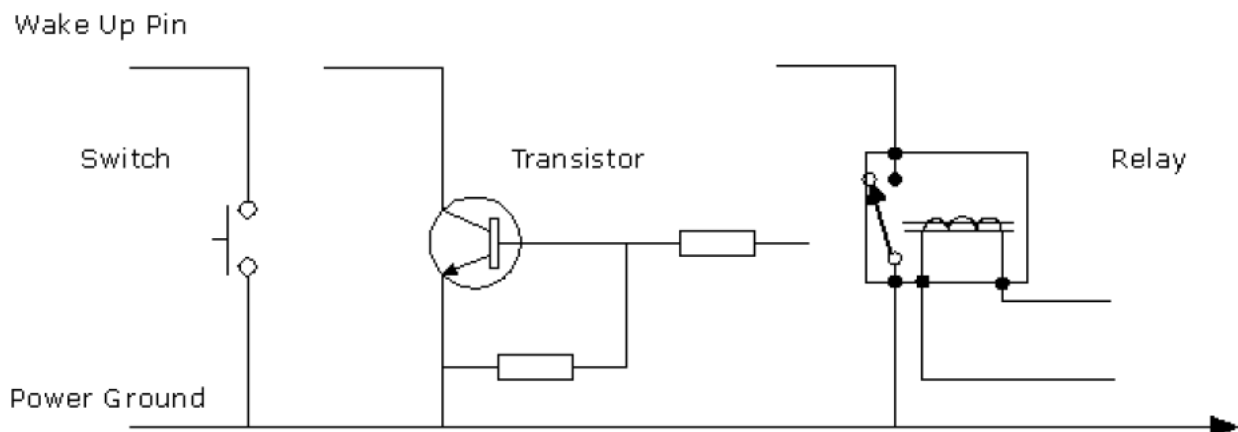 Wake Up Pin
Switch
Transistor
Relay
Power Ground